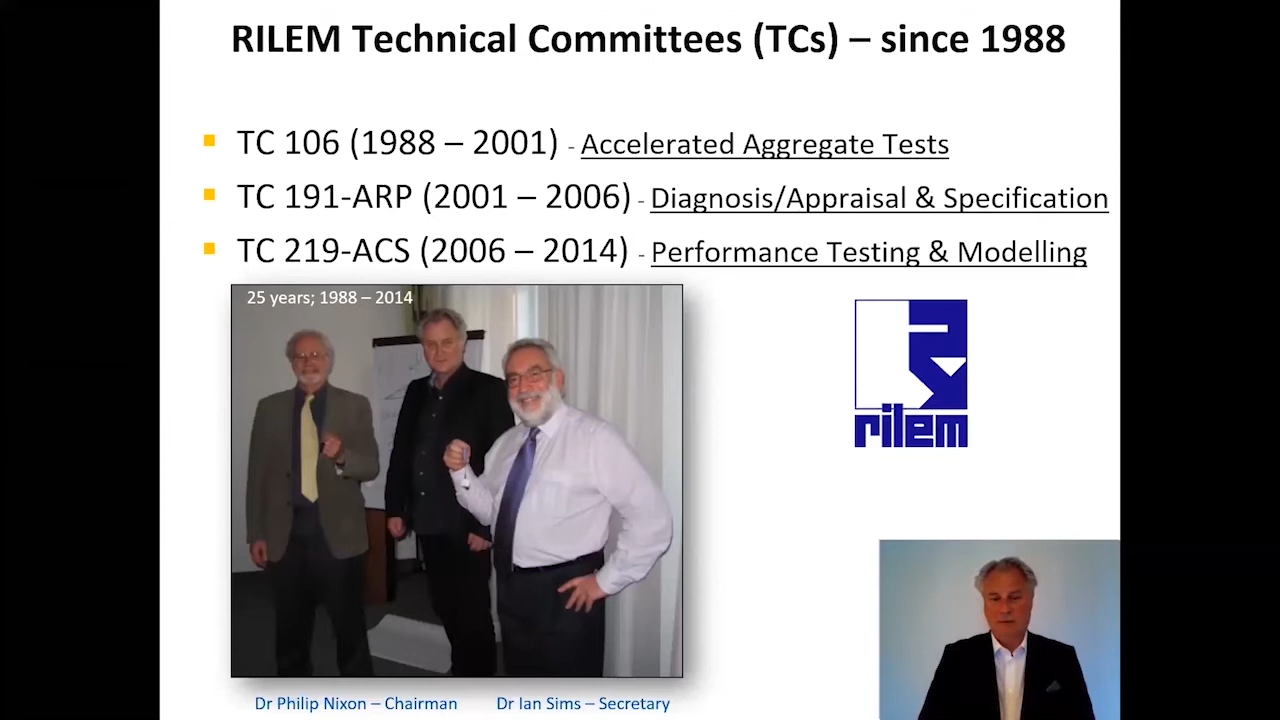 RILEM Technical Committees (TCs) – since 1988
TC 106 (1988 – 2001) - Accelerated Aggregate Tests
TC 191-ARP (2001 – 2006) - Diagnosis/Appraisal & Specification
TC 219-ACS (2006 – 2014) - Performance Testing & Modelling
25 years; 1988 – 2014
rilem
Dr Philip Nixon – Chairman
Dr Ian Sims – Secretary